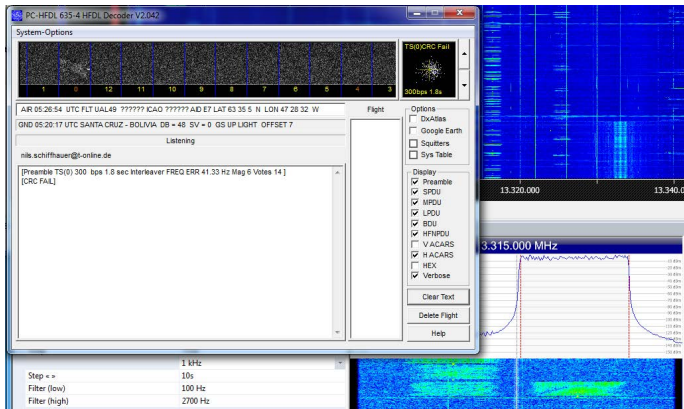 PC-HFDL 635-4 HFDL Decoder V2.042
System-Options
1 0 12 11 10 9 8 7 6 5 4 3
TS(0)CRC Fail
300bps 1.8s
AIR 05:26:54 UTC FLT UAL49 ?????? ICAO ?????? AID E7 LAT 63 35 5 N LON 47 28 32 W
GND 05:20:17 UTC SANTA CRUZ - BOLIVIA DB = 48 SV = 0 GS UP LIGHT OFFSET 7
Listening
nils.schiffhauer@t-online.de
[Preamble TS(0) 300 bps 1.8 sec Interleaver FREQ ERR 41.33 Hz Mag 6 Votes 14 ]
[CRC FAIL]
Flight
Options
DxAtlas
Google Earth
Squitters
Sys Table
Display
Preamble
SPDU
MPDU
LPDU
BDU
HFNPDU
V ACARS
H ACARS
HEX
Verbose
Clear Text
Delete Flight
Help
13.320.000
13.340.0
3.315.000 MHz
1 kHz
Step « » 10s
Filter (low) 100 Hz
Filter (high) 2700 Hz